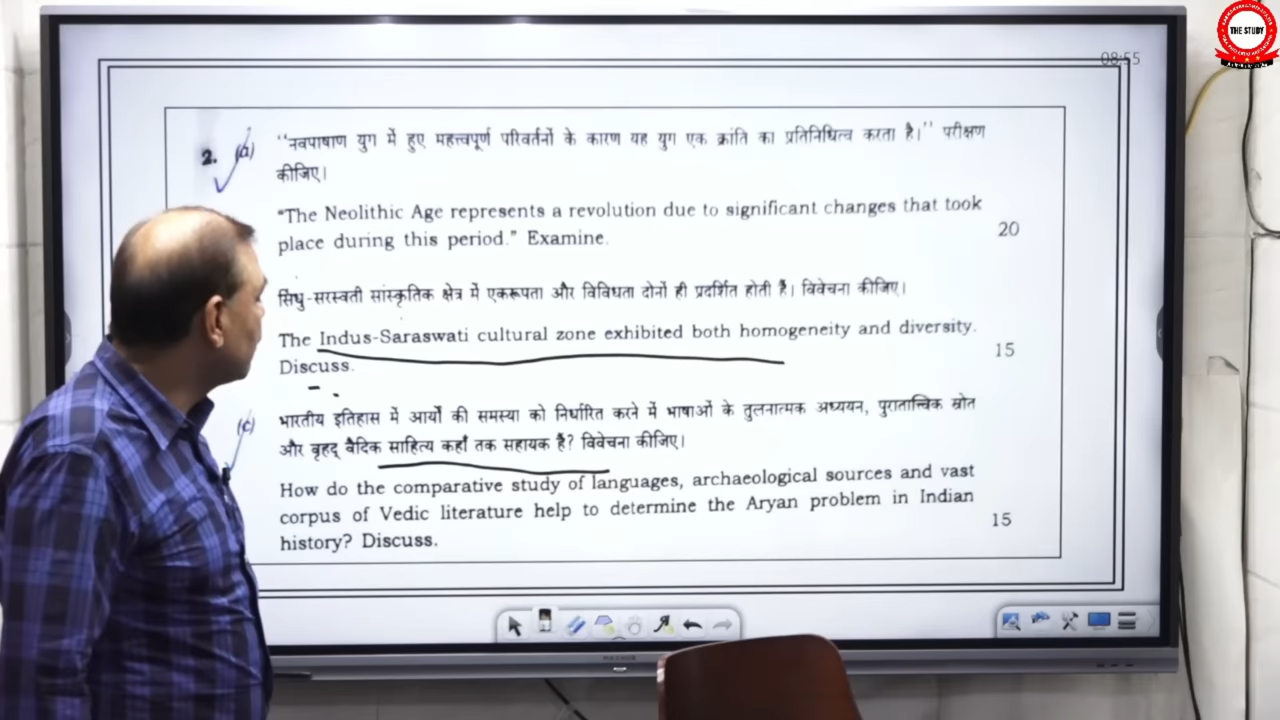 THE STUDY
08:55
2. (a) “नवपाषाण युग में हुए महत्त्वपूर्ण परिवर्तनों के कारण यह युग एक क्रांति का प्रतिनिधित्व करता है।” परीक्षण
कीजिए।
“The Neolithic Age represents a revolution due to significant changes that took
place during this period.” Examine.
20
सिंधु-सरस्वती सांस्कृतिक क्षेत्र में एकरूपता और विविधता दोनों ही प्रदर्शित होती हैं। विवेचना कीजिए।
The Indus-Saraswati cultural zone exhibited both homogeneity and diversity.
Discuss.
15
(c) भारतीय इतिहास में आर्यों की समस्या को निर्धारित करने में भाषाओं के तुलनात्मक अध्ययन, पुरातात्त्विक स्रोत
और वृहद् वैदिक साहित्य कहाँ तक सहायक हैं? विवेचना कीजिए।
How do the comparative study of languages, archaeological sources and vast
corpus of Vedic literature help to determine the Aryan problem in Indian
history? Discuss.
15